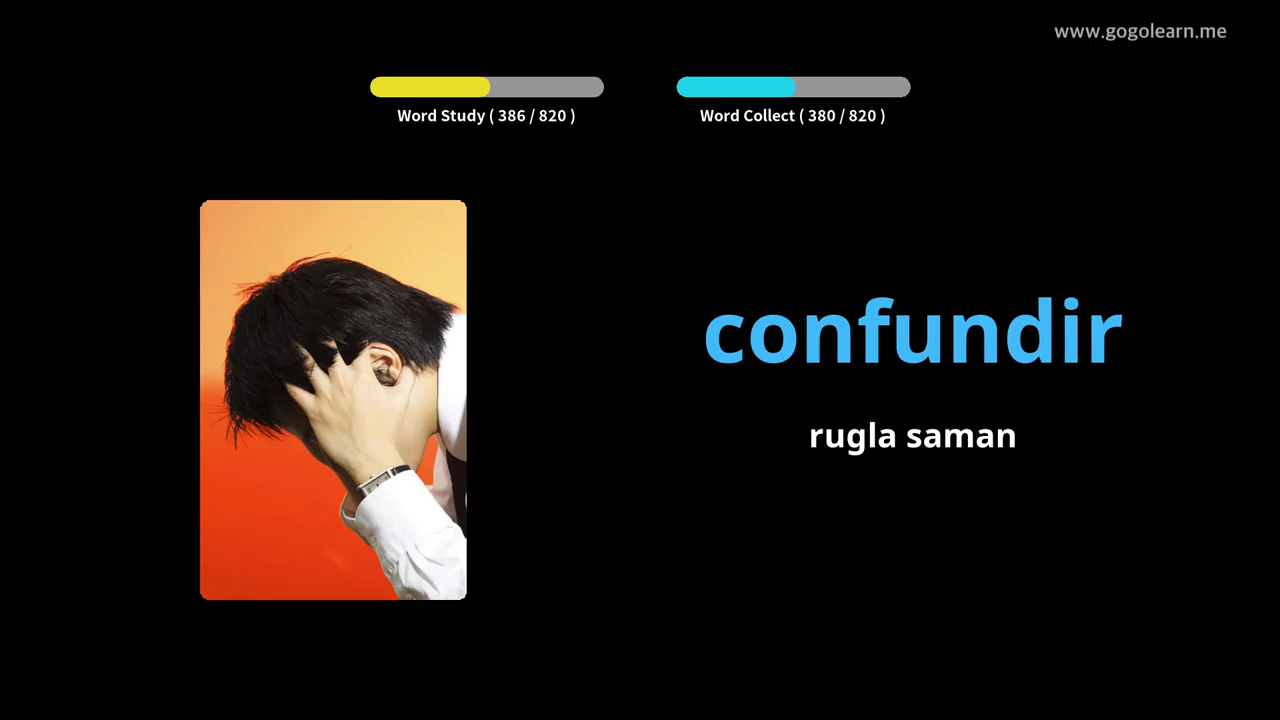 www.gogolearn.me
Word Study ( 386 / 820 )
Word Collect ( 380 / 820 )
confundir
rugla saman